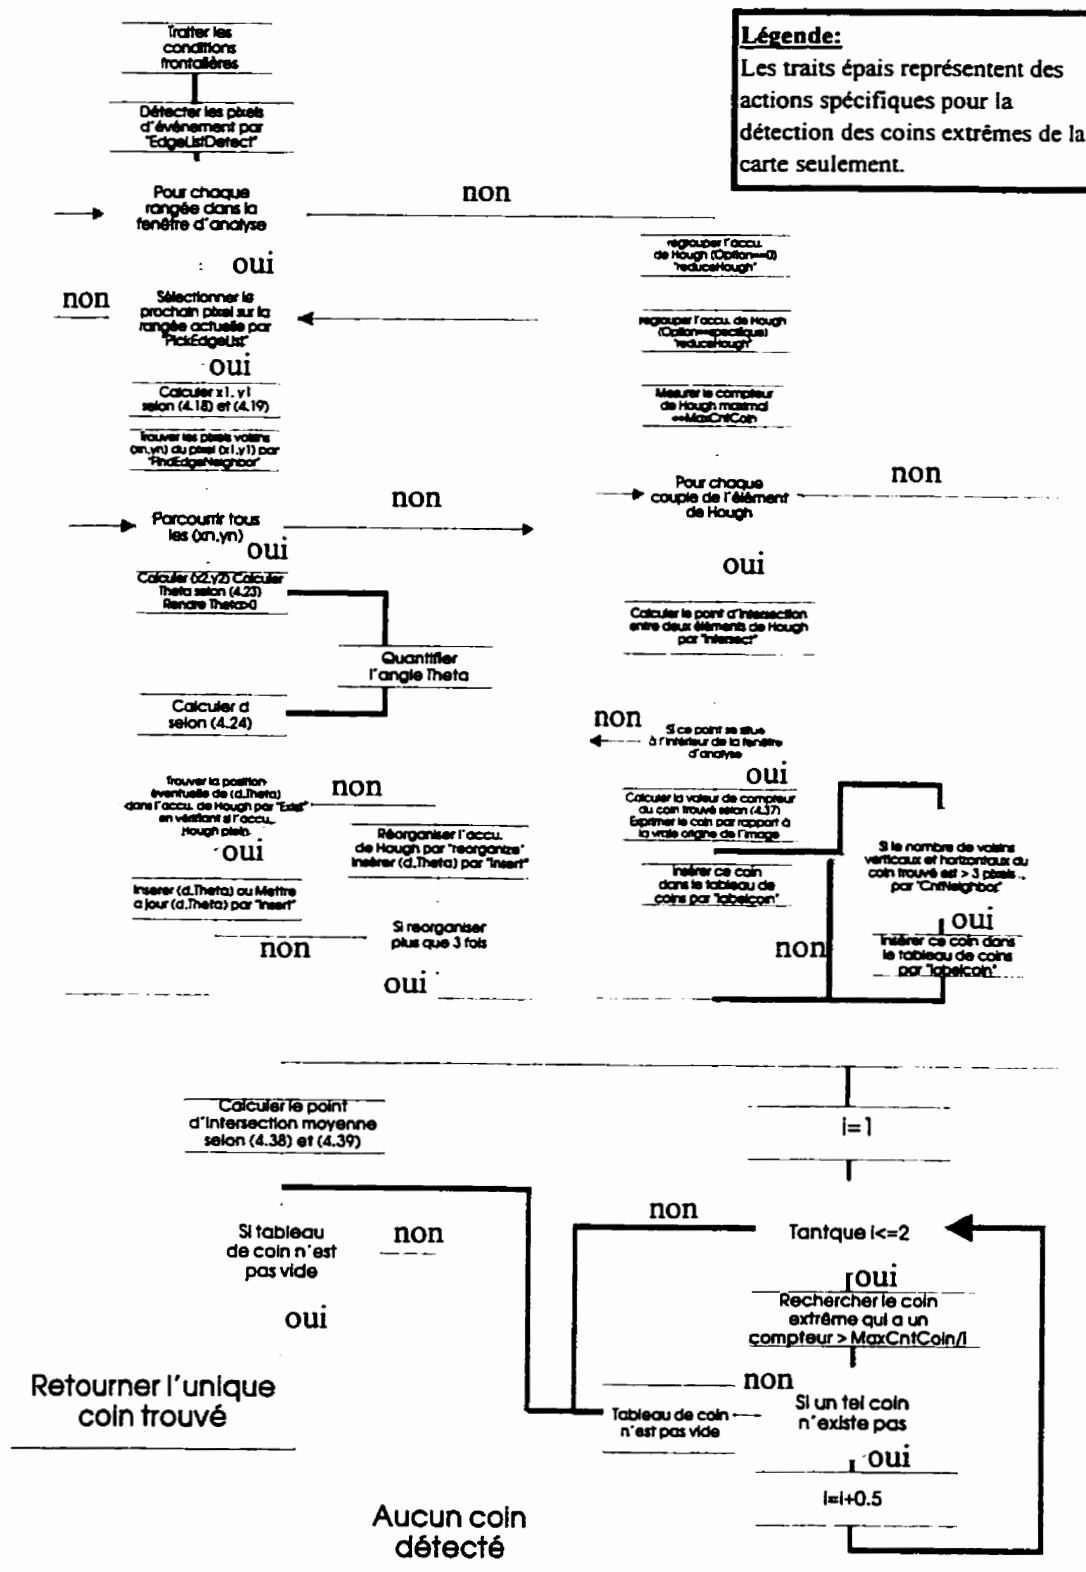 Traiter les
conditions
frontalières
Détecter les pixels
d'événement par
"EdgeListDetect"
Pour chaque
rangée dans la
fenêtre d'analyse
non
oui
non
Sélectionner le
prochain pixel sur la
rangée actuelle par
"PickEdgeList"
oui
Calculer x1, y1
selon (4.18) et (4.19)
Trouver les pixels voisins
(xn,yn) du pixel (x1,y1) par
"FindEdgeNeighbor"
Parcourrir tous
les (xn,yn)
non
oui
Calculer (x2,y2) Calculer
Theta selon (4.23)
Rendre Theta>0
Quantifier
l'angle Theta
Calculer d
selon (4.24)
Trouver la position
éventuelle de (d,Theta)
dans l'accu. de Hough par "Exist"
en vérifiant si l'accu.
Hough plein.
non
oui
Réorganiser l'accu.
de Hough par "reorganize"
Insérer (d,Theta) par "Insert"
Inserer (d,Theta) ou Mettre
a jour (d,Theta) par "Insert"
non
Si reorganiser
plus que 3 fois
oui
Légende:
Les traits épais représentent des
actions spécifiques pour la
détection des coins extrêmes de la
carte seulement.
regrouper l'accu.
de Hough (Option==0)
"reduceHough"
regrouper l'accu. de Hough
(Option==specifique)
"reduceHough"
Mesurer le compteur
de Hough maximal
==MaxCntCoin
Pour chaque
couple de l'élément
de Hough
non
oui
Calculer le point d'intersection
entre deux éléments de Hough
par "Intersect"
non
Si ce point se situe
à l'intérieur de la fenêtre
d'analyse
oui
Calculer la valeur de compteur
du coin trouvé selon (4.37)
Exprimer le coin par rapport à
la vraie origine de l'image
Insérer ce coin
dans le tableau de
coins par "labelcoin"
Si le nombre de voisins
verticaux et horizontaux du
coin trouvé est > 3 pixels
par "CntNeighbor"
non
oui
Insérer ce coin dans
le tableau de coins
par "labelcoin"
Calculer le point
d'intersection moyenne
selon (4.38) et (4.39)
Si tableau
de coin n'est
pas vide
non
oui
Retourner l'unique
coin trouvé
Aucun coin
détecté
i=1
non
Tantque i<=2
oui
Rechercher le coin
extrême qui a un
compteur > MaxCntCoin/i
non
Tableau de coin
n'est pas vide
Si un tel coin
n'existe pas
oui
i=i+0.5